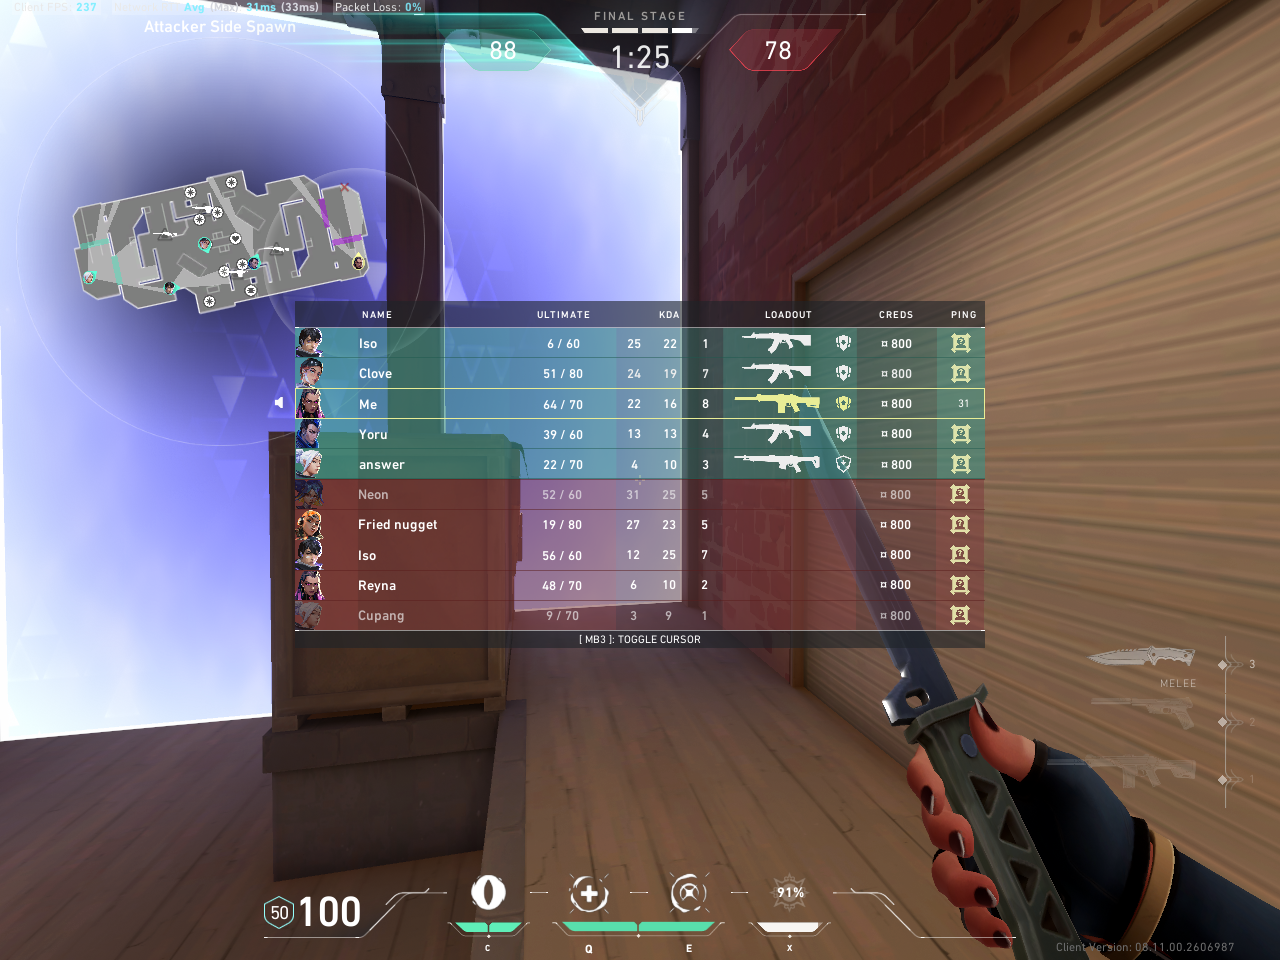 Client FPS: 237 Avg (Max): 31ms (33ms) Packet Loss: 0%
Attacker Side Spawn
FINAL STAGE
88 1:25 78
NAME ULTIMATE KDA LOADOUT CREDS PING
Iso 6 / 60 25 22 1 ¤ 800
Clove 51 / 80 24 19 7 ¤ 800
Me 64 / 70 22 16 8 ¤ 800 31
Yoru 39 / 60 13 13 4 ¤ 800
answer 22 / 70 4 10 3 ¤ 800
Neon 52 / 60 31 25 5 ¤ 800
Fried nugget 19 / 80 27 23 5 ¤ 800
Iso 56 / 60 12 25 7 ¤ 800
Reyna 48 / 70 6 10 2 ¤ 800
Cupang 9 / 70 3 9 1 ¤ 800
[ MB3 ]: TOGGLE CURSOR
3
MELEE
2
1
50 100
91%
C Q E X
Client Version: 08.11.00.2606987